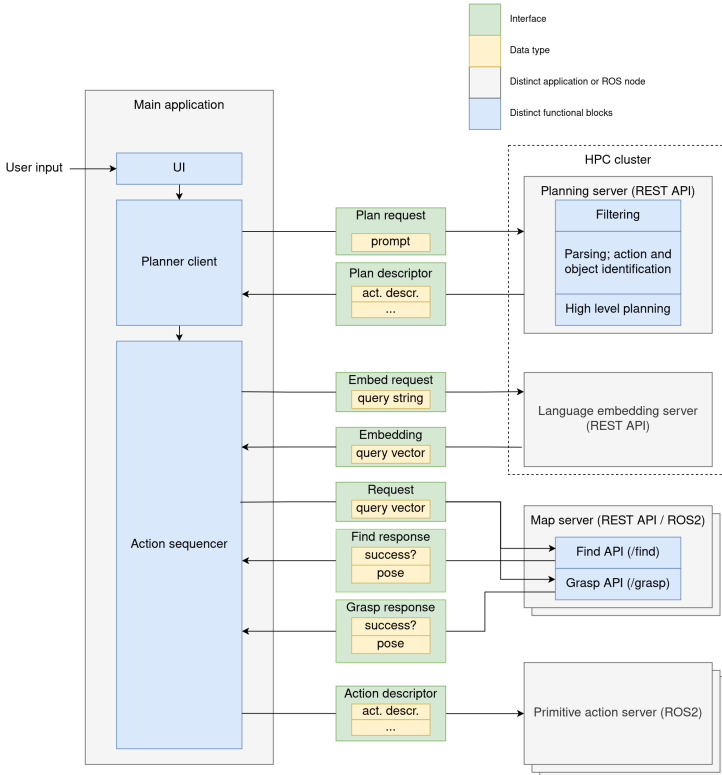 Interface
Data type
Distinct application or ROS node
Distinct functional blocks
Main application
User input
UI
Planner client
Action sequencer
Plan request
prompt
Plan descriptor
act. descr.
...
Embed request
query string
Embedding
query vector
Request
query vector
Find response
success?
pose
Grasp response
success?
pose
Action descriptor
act. descr.
...
HPC cluster
Planning server (REST API)
Filtering
Parsing; action and
object identification
High level planning
Language embedding server
(REST API)
Map server (REST API / ROS2)
Find API (/find)
Grasp API (/grasp)
Primitive action server (ROS2)